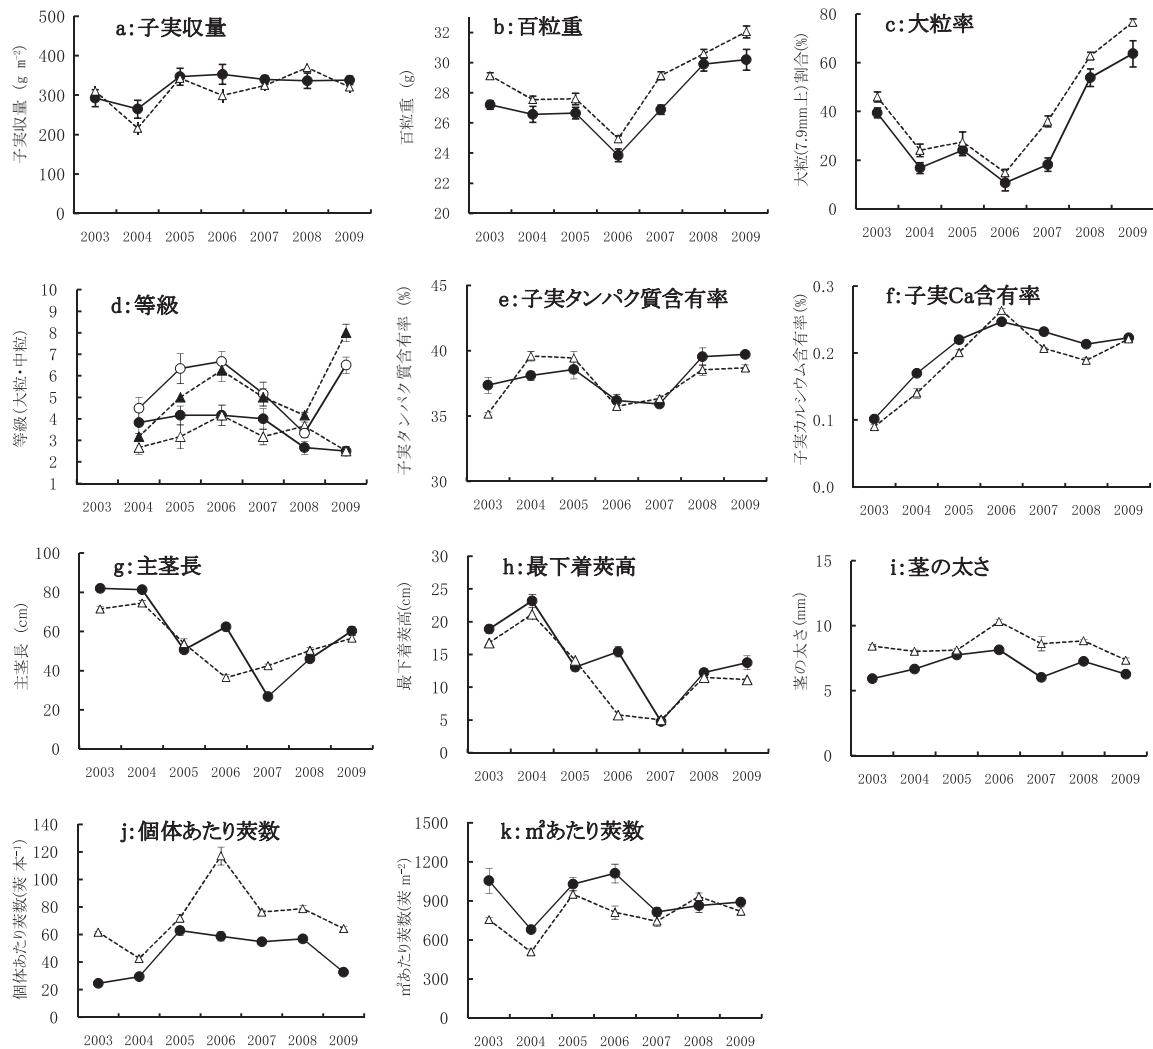 a：子実収量
子実収量 (g m⁻²)
500
400
300
200
100
0
2003 2004 2005 2006 2007 2008 2009
b：百粒重
百粒重 (g)
32
30
28
26
24
22
20
2003 2004 2005 2006 2007 2008 2009
c：大粒率
大粒(7.9mm上)割合(%)
80
60
40
20
0
2003 2004 2005 2006 2007 2008 2009
d：等級
等級(大粒・中粒)
10
9
8
7
6
5
4
3
2
1
2003 2004 2005 2006 2007 2008 2009
e：子実タンパク質含有率
子実タンパク質含有率 (%)
45
40
35
30
2003 2004 2005 2006 2007 2008 2009
f：子実Ca含有率
子実カルシウム含有率(%)
0.3
0.2
0.1
0.0
2003 2004 2005 2006 2007 2008 2009
g：主茎長
主茎長 (cm)
100
80
60
40
20
0
2003 2004 2005 2006 2007 2008 2009
h：最下着莢高
最下着莢高(cm)
30
25
20
15
10
5
0
2003 2004 2005 2006 2007 2008 2009
i：茎の太さ
茎の太さ(mm)
15
10
5
0
2003 2004 2005 2006 2007 2008 2009
j：個体あたり莢数
個体あたり莢数(莢 本⁻¹)
140
120
100
80
60
40
20
0
2003 2004 2005 2006 2007 2008 2009
k：㎡あたり莢数
㎡あたり莢数(莢 m⁻²)
1500
1200
900
600
300
0
2003 2004 2005 2006 2007 2008 2009